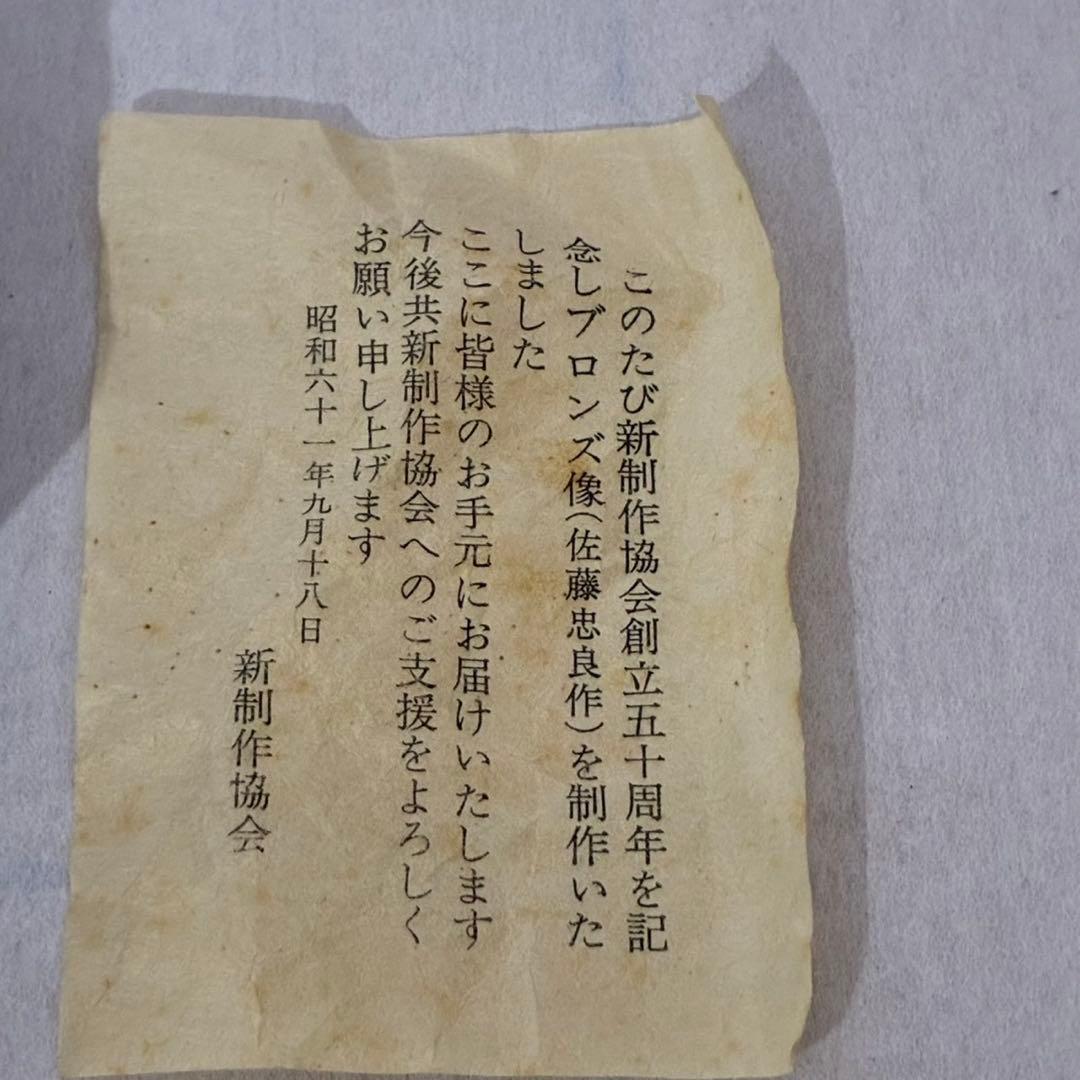 このたび新制作協会創立五十周年を記
念しブロンズ像(佐藤忠良作)を制作いた
しました
ここに皆様のお手元にお届けいたします
今後共新制作協会へのご支援をよろしく
お願い申し上げます
昭和六十一年九月十八日
新制作協会